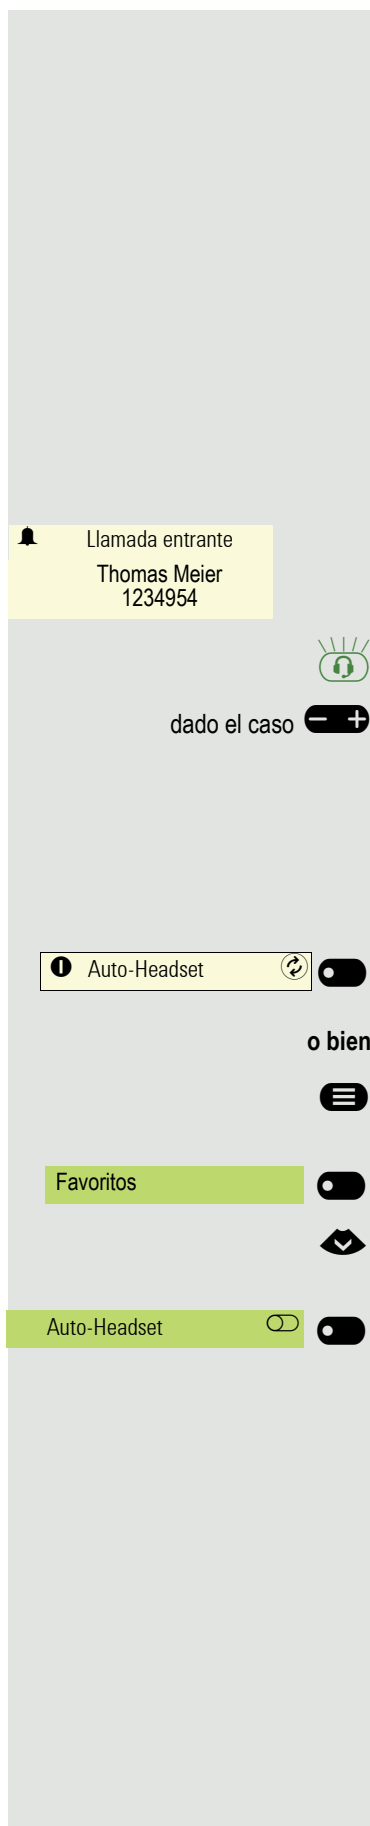 Llamada entrante
Thomas Meier
1234954
dado el caso
Auto-Headset
o bien
Favoritos
Auto-Headset